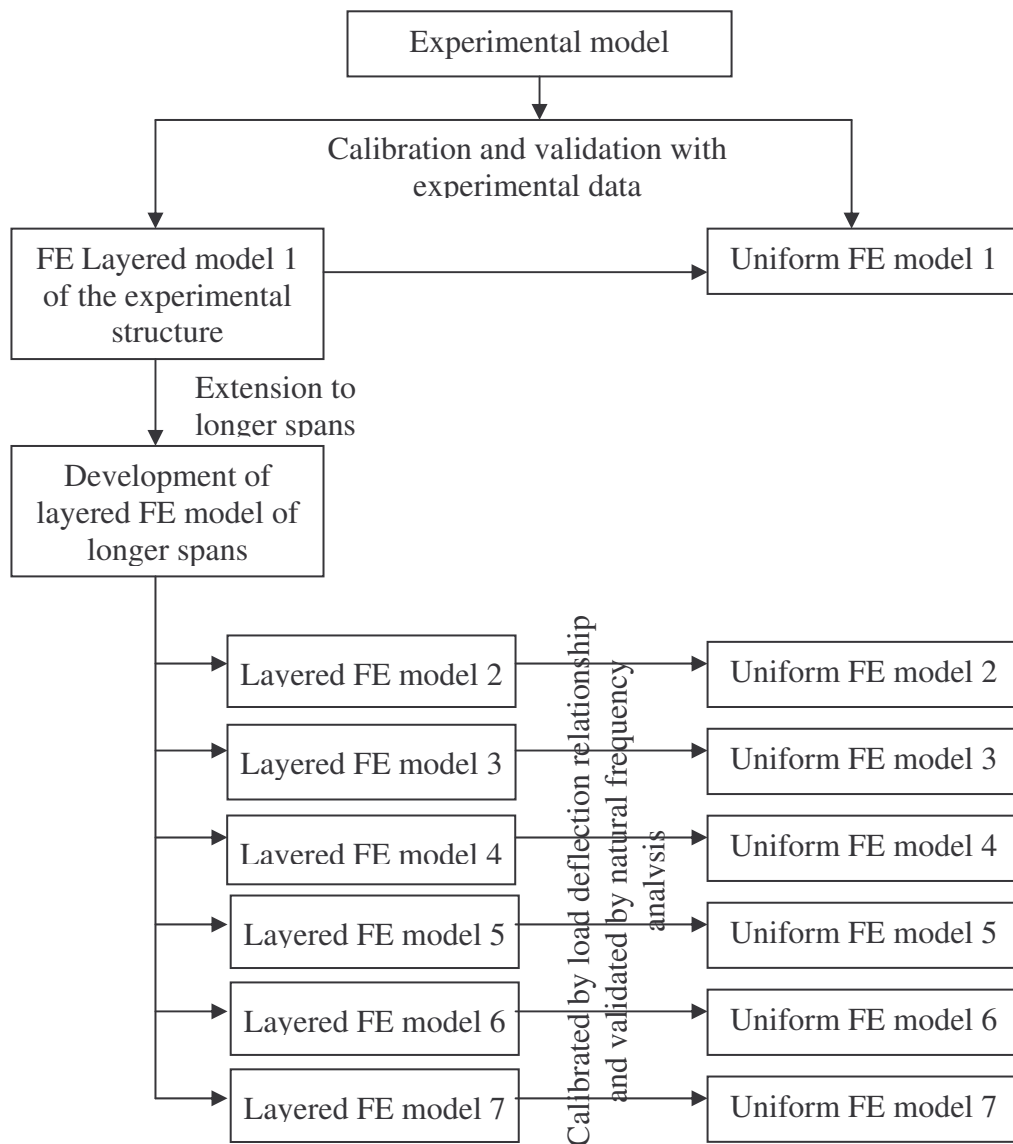 Experimental model
Calibration and validation with
experimental data
FE Layered model 1
of the experimental
structure
Uniform FE model 1
Extension to
longer spans
Development of
layered FE model of
longer spans
Layered FE model 2
Uniform FE model 2
Layered FE model 3
Uniform FE model 3
Layered FE model 4
Uniform FE model 4
Layered FE model 5
Uniform FE model 5
Layered FE model 6
Uniform FE model 6
Layered FE model 7
Uniform FE model 7
Calibrated by load deflection relationship
and validated by natural frequency
analysis